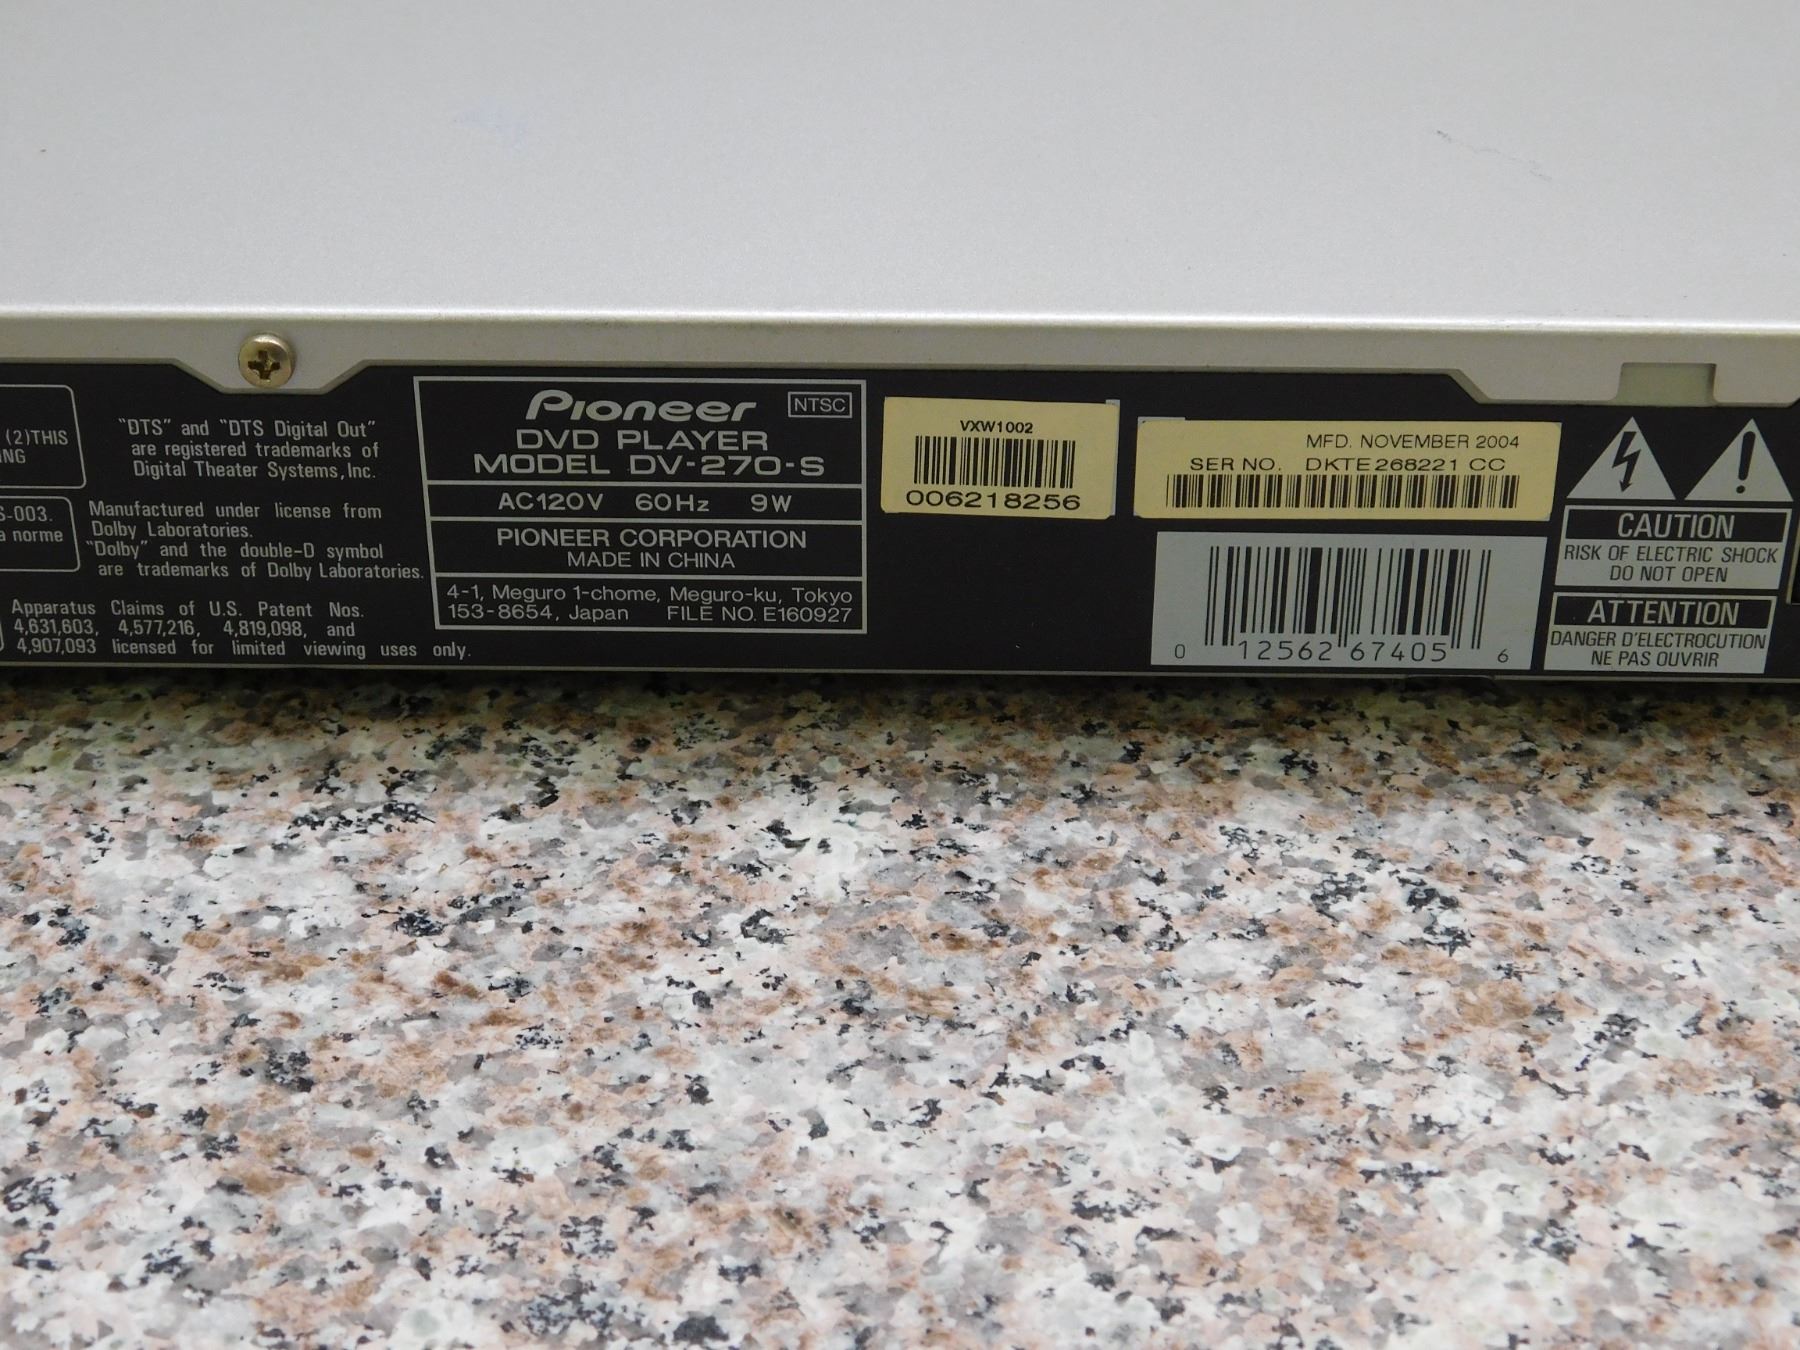 (2)THIS
NG
S-003.
a norme
"DTS" and "DTS Digital Out"
are registered trademarks of
Digital Theater Systems, Inc.
Manufactured under license from
Dolby Laboratories.
"Dolby" and the double-D symbol
are trademarks of Dolby Laboratories.
Apparatus Claims of U.S. Patent Nos.
4,631,603, 4,577,216, 4,819,098, and
4,907,093 licensed for limited viewing uses only.
Pioneer NTSC
DVD PLAYER
MODEL DV-270-S
AC120V 60Hz 9W
PIONEER CORPORATION
MADE IN CHINA
4-1, Meguro 1-chome, Meguro-ku, Tokyo
153-8654, Japan FILE NO. E160927
VXW1002
006218256
MFD. NOVEMBER 2004
SER NO. DKTE268221 CC
0 12562 67405 6
CAUTION
RISK OF ELECTRIC SHOCK
DO NOT OPEN
ATTENTION
DANGER D'ELECTROCUTION
NE PAS OUVRIR